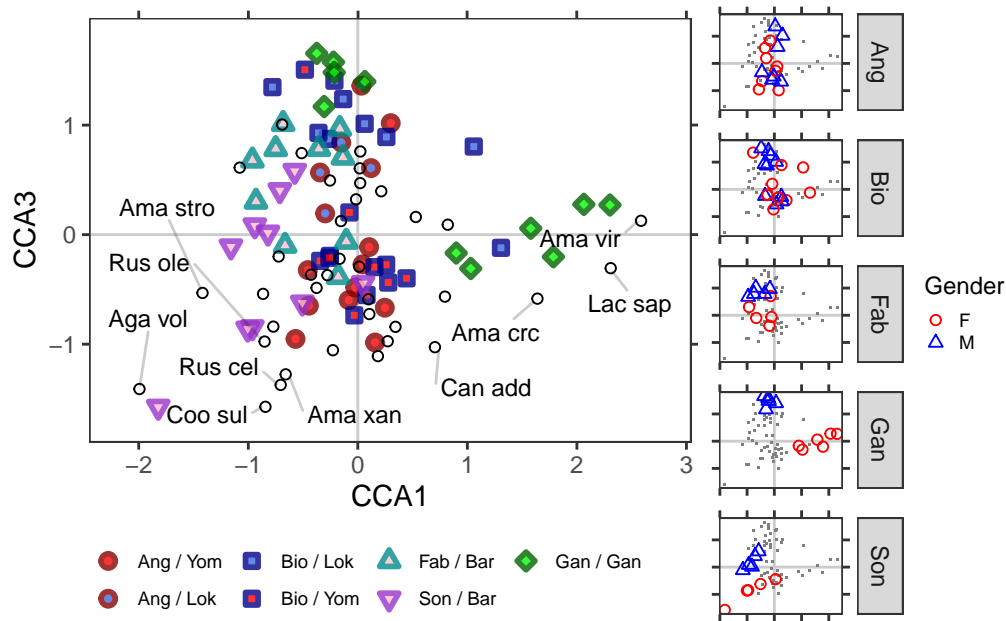 Ama stro
Rus ole
Aga vol
Rus cel
Coo sul
Ama xan
Can add
Ama crc
Lac sap
Ama vir
CCA3
1
0
−1
−2
−1
0
1
2
3
CCA1
Ang / Yom
Bio / Lok
Fab / Bar
Gan / Gan
Ang / Lok
Bio / Yom
Son / Bar
Ang
Bio
Fab
Gan
Son
Gender
F
M